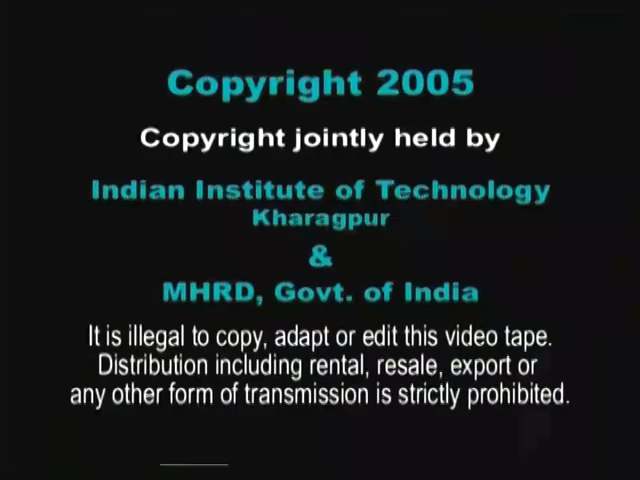 Copyright 2005
Copyright jointly held by
Indian Institute of Technology
Kharagpur
&
MHRD, Govt. of India
It is illegal to copy, adapt or edit this video tape.
Distribution including rental, resale, export or
any other form of transmission is strictly prohibited.